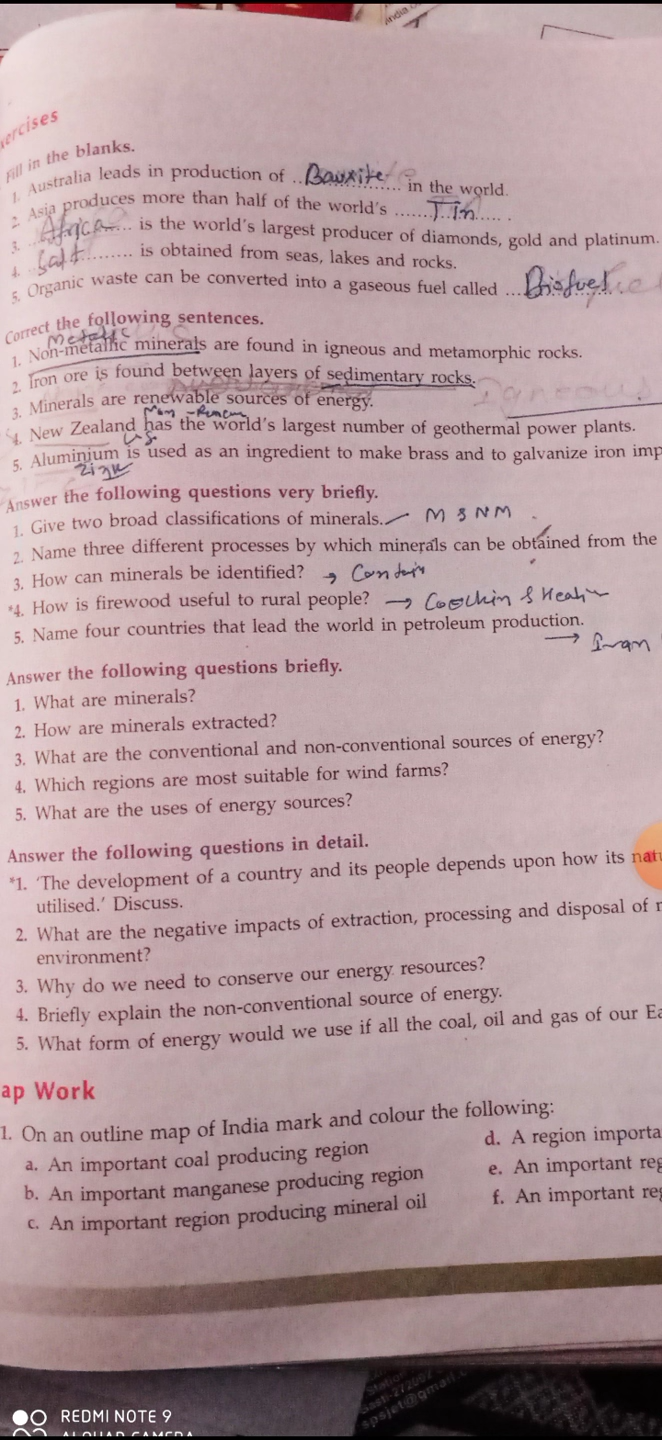 ercises
Fill in the blanks.
1. Australia leads in production of ..Bauxite.. in the world.
2. Asia produces more than half of the world's ......Tin.... .
3. Africa... is the world's largest producer of diamonds, gold and platinum.
4. Salt........ is obtained from seas, lakes and rocks.
5. Organic waste can be converted into a gaseous fuel called ...Biofuel...
Correct the following sentences.
Metallic
1. Non-metallic minerals are found in igneous and metamorphic rocks.
2. Iron ore is found between layers of sedimentary rocks.
Igneous
3. Minerals are renewable sources of energy.
4. New Zealand has the world's largest number of geothermal power plants.
US
5. Aluminium is used as an ingredient to make brass and to galvanize iron imp
Zink
Answer the following questions very briefly.
1. Give two broad classifications of minerals. M & NM
2. Name three different processes by which minerals can be obtained from the
3. How can minerals be identified? →
*4. How is firewood useful to rural people? →
5. Name four countries that lead the world in petroleum production.
→ Iran
Answer the following questions briefly.
1. What are minerals?
2. How are minerals extracted?
3. What are the conventional and non-conventional sources of energy?
4. Which regions are most suitable for wind farms?
5. What are the uses of energy sources?
Answer the following questions in detail.
*1. 'The development of a country and its people depends upon how its natu
utilised.' Discuss.
2. What are the negative impacts of extraction, processing and disposal of r
environment?
3. Why do we need to conserve our energy resources?
4. Briefly explain the non-conventional source of energy.
5. What form of energy would we use if all the coal, oil and gas of our Ea
ap Work
1. On an outline map of India mark and colour the following:
a. An important coal producing region
b. An important manganese producing region
c. An important region producing mineral oil
d. A region importa
e. An important reg
f. An important reg
REDMI NOTE 9
AI QUAD CAMERA